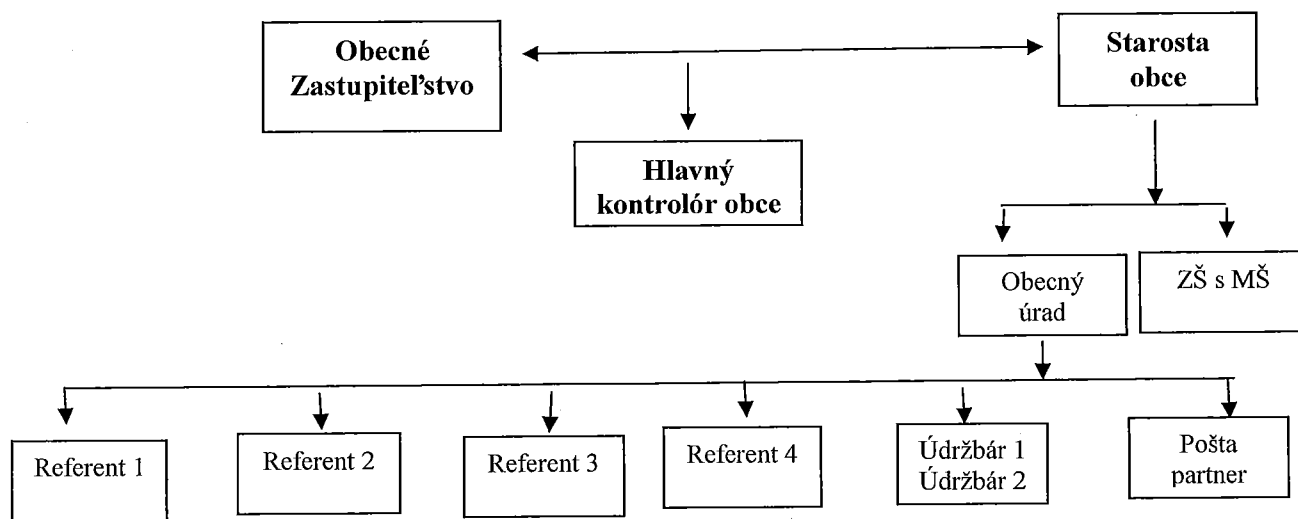 Obecné
Zastupiteľstvo
Starosta
obce
Hlavný
kontrolór obce
Obecný
úrad
ZŠ s MŠ
Referent 1
Referent 2
Referent 3
Referent 4
Údržbár 1
Údržbár 2
Pošta
partner